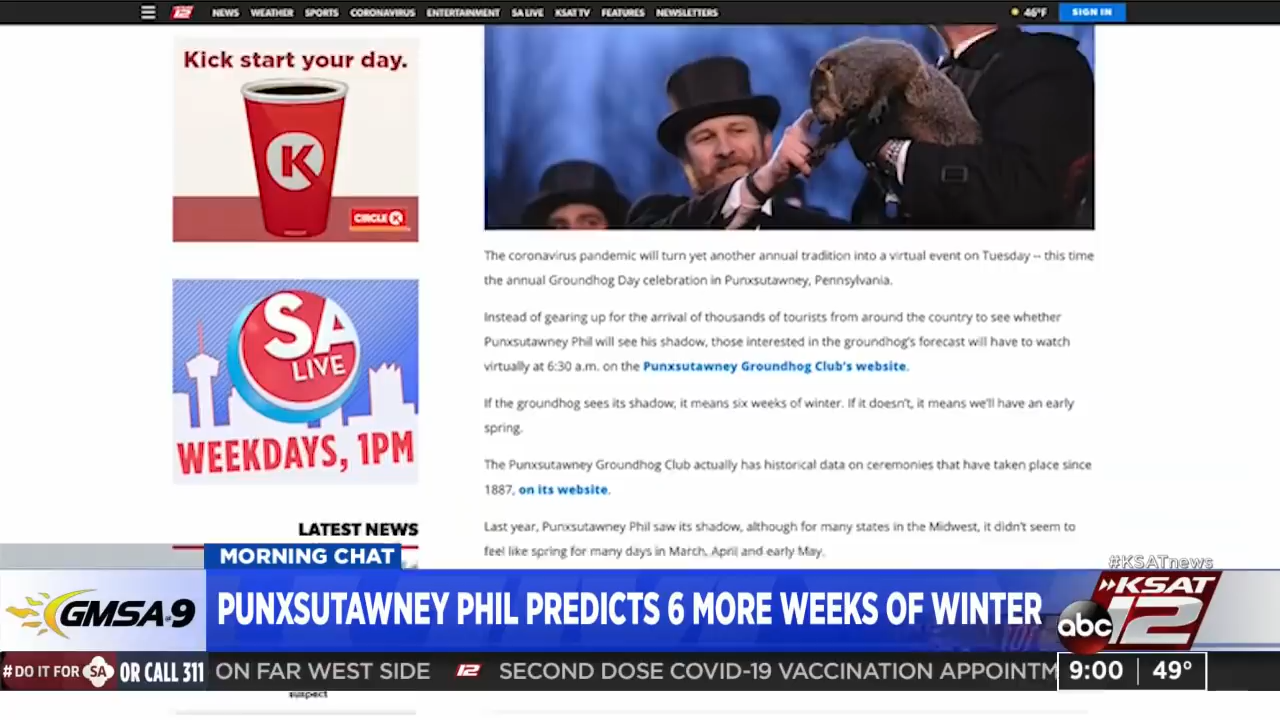 NEWS WEATHER SPORTS CORONAVIRUS ENTERTAINMENT SA LIVE KSAT TV FEATURES NEWSLETTERS 46°F SIGN IN
Kick start your day.
K
CIRCLE K
SA
LIVE
WEEKDAYS, 1PM
LATEST NEWS
The coronavirus pandemic will turn yet another annual tradition into a virtual event on Tuesday -- this time
the annual Groundhog Day celebration in Punxsutawney, Pennsylvania.
Instead of gearing up for the arrival of thousands of tourists from around the country to see whether
Punxsutawney Phil will see his shadow, those interested in the groundhog's forecast will have to watch
virtually at 6:30 a.m. on the Punxsutawney Groundhog Club's website.
If the groundhog sees its shadow, it means six weeks of winter. If it doesn't, it means we'll have an early
spring.
The Punxsutawney Groundhog Club actually has historical data on ceremonies that have taken place since
1887, on its website.
Last year, Punxsutawney Phil saw its shadow, although for many states in the Midwest, it didn't seem to
feel like spring for many days in March, April and early May.
MORNING CHAT
#KSATnews
GMSA@9
PUNXSUTAWNEY PHIL PREDICTS 6 MORE WEEKS OF WINTER
abc KSAT 12
#DO IT FOR SA OR CALL 311
ON FAR WEST SIDE 12 SECOND DOSE COVID-19 VACCINATION APPOINTM
9:00 49°
suspect